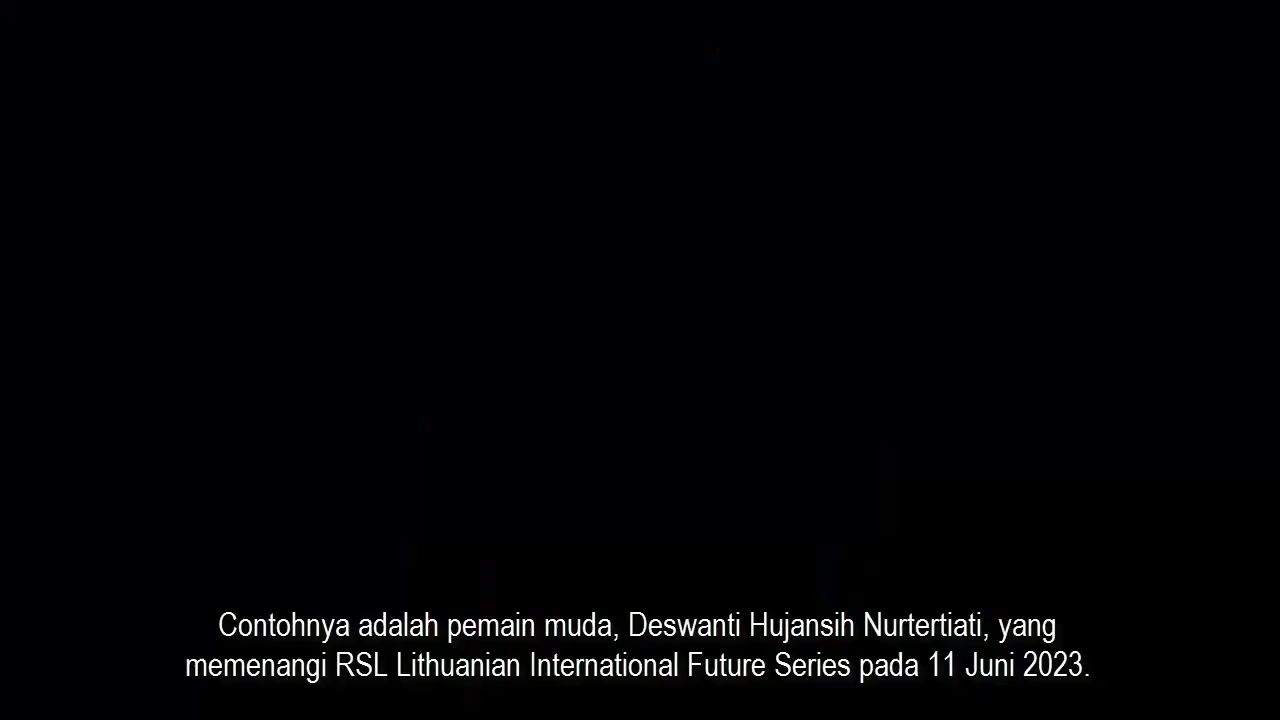 Contohnya adalah pemain muda, Deswanti Hujansih Nurtertiati, yang
memenangi RSL Lithuanian International Future Series pada 11 Juni 2023.